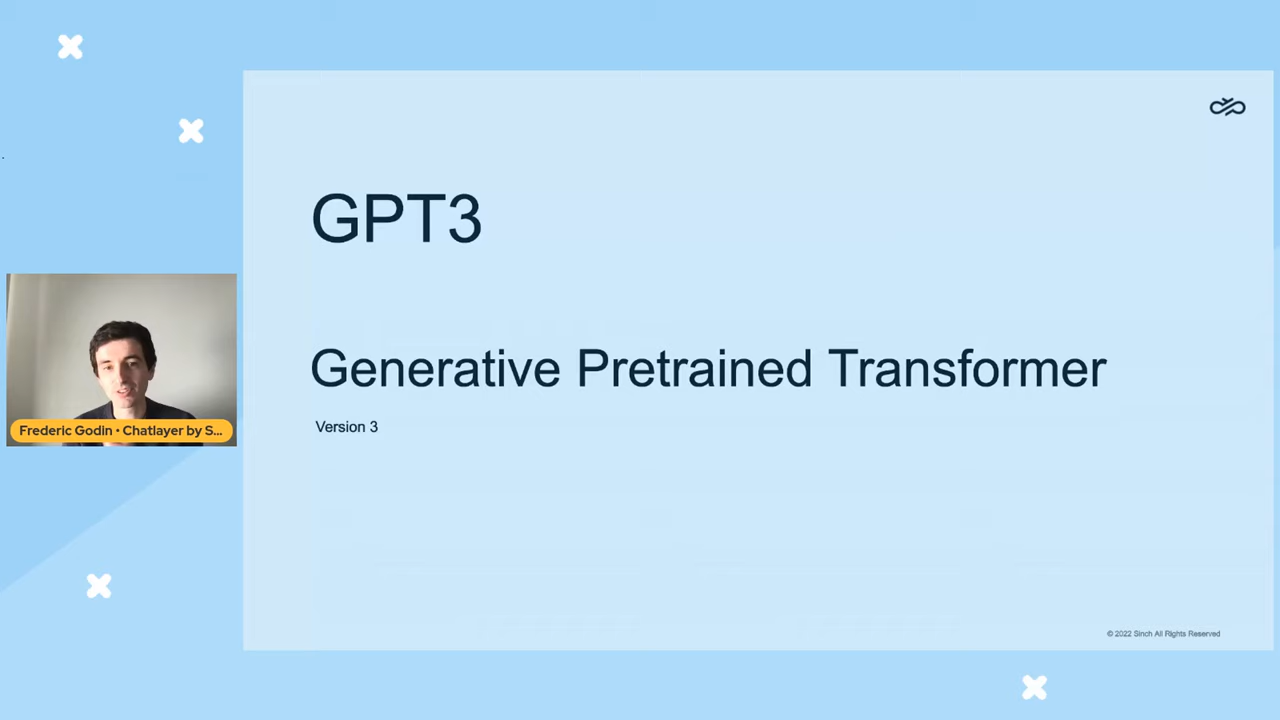 GPT3
Generative Pretrained Transformer
Version 3
Frederic Godin • Chatlayer by S...
© 2022 Sinch All Rights Reserved